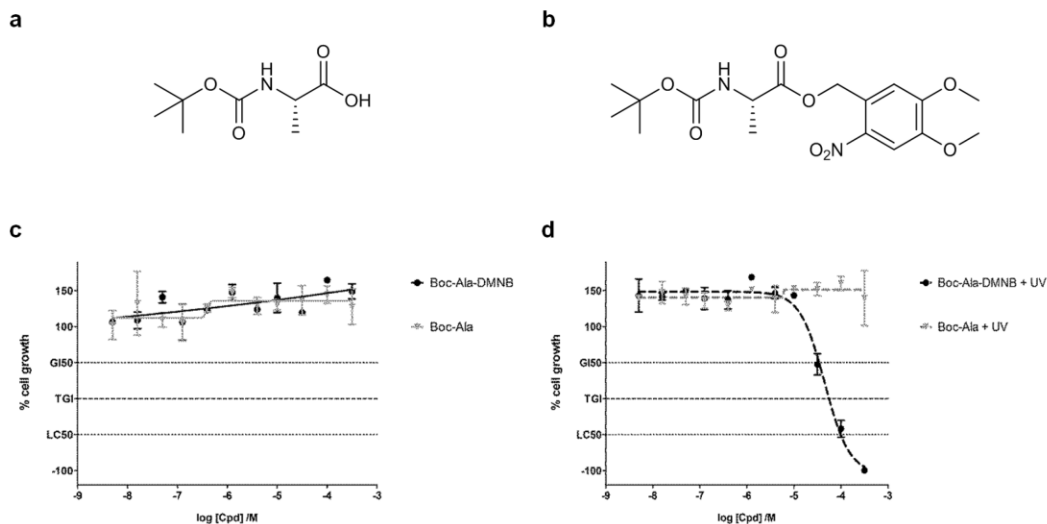 a
b
O
H
N
O
O
OH
O
H
N
O
O
O
O
O₂N
O
O
c
d
150
100
GI50
TGI
LC50
-100
% cell growth
-9 -8 -7 -6 -5 -4 -3
log [Cpd] /M
Boc-Ala-DMNB
Boc-Ala
150
100
GI50
TGI
LC50
-100
% cell growth
-9 -8 -7 -6 -5 -4 -3
log [Cpd] /M
Boc-Ala-DMNB + UV
Boc-Ala + UV